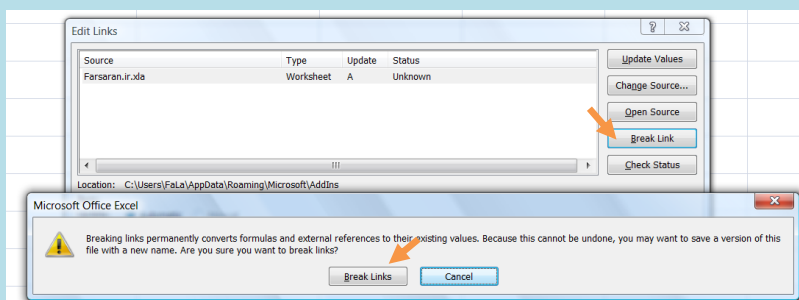 Edit Links
Source Type Update Status
Farsaran.ir.xla Worksheet A Unknown
Update Values
Change Source...
Open Source
Break Link
Check Status
Location: C:\Users\FaLa\AppData\Roaming\Microsoft\AddIns
Microsoft Office Excel
Breaking links permanently converts formulas and external references to their existing values. Because this cannot be undone, you may want to save a version of this
file with a new name. Are you sure you want to break links?
Break Links Cancel